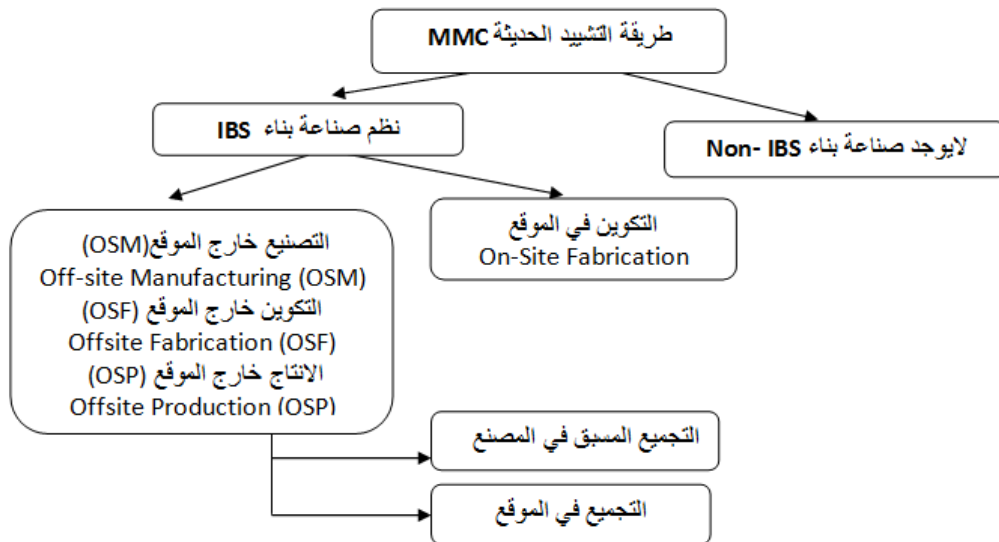 طريقة التشييد الحديثة MMC
نظم صناعة بناء IBS
لايوجد صناعة بناء Non- IBS
التصنيع خارج الموقع(OSM)
Off-site Manufacturing (OSM)
التكوين خارج الموقع (OSF)
Offsite Fabrication (OSF)
الانتاج خارج الموقع (OSP)
Offsite Production (OSP)
التكوين في الموقع
On-Site Fabrication
التجميع المسبق في المصنع
التجميع في الموقع